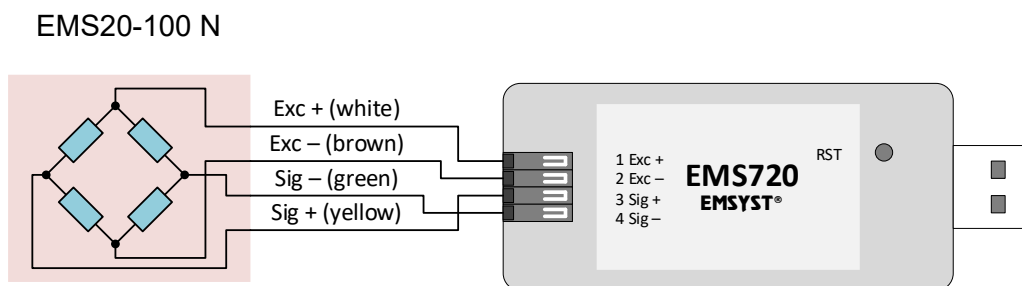 EMS20-100 N
Exc + (white)
Exc – (brown)
Sig – (green)
Sig + (yellow)
1 Exc +
2 Exc –
3 Sig +
4 Sig –
EMS720
EMSYST®
RST